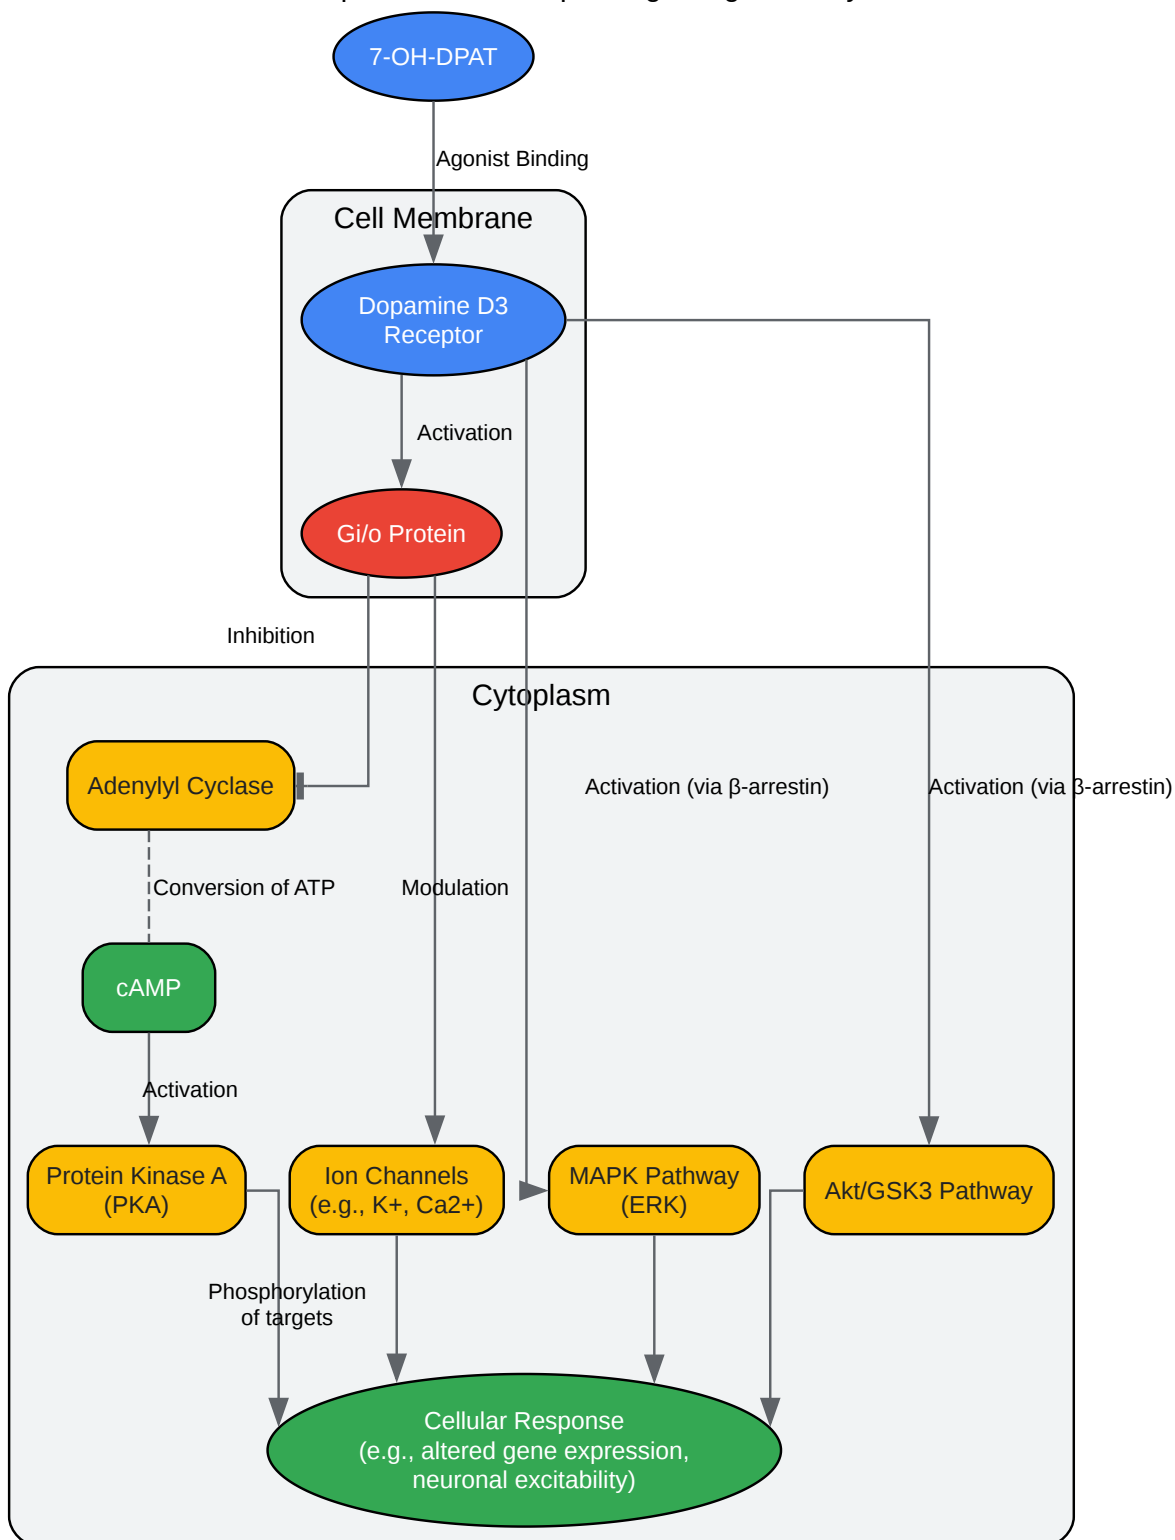 7-OH-DPAT
Agonist Binding
Cell Membrane
Dopamine D3
Receptor
Activation
Gi/o Protein
Inhibition
Cytoplasm
Adenylyl Cyclase
Activation (via β-arrestin)
Activation (via β-arrestin)
Conversion of ATP
Modulation
cAMP
Activation
Protein Kinase A
(PKA)
Ion Channels
(e.g., K+, Ca2+)
MAPK Pathway
(ERK)
Akt/GSK3 Pathway
Phosphorylation
of targets
Cellular Response
(e.g., altered gene expression,
neuronal excitability)